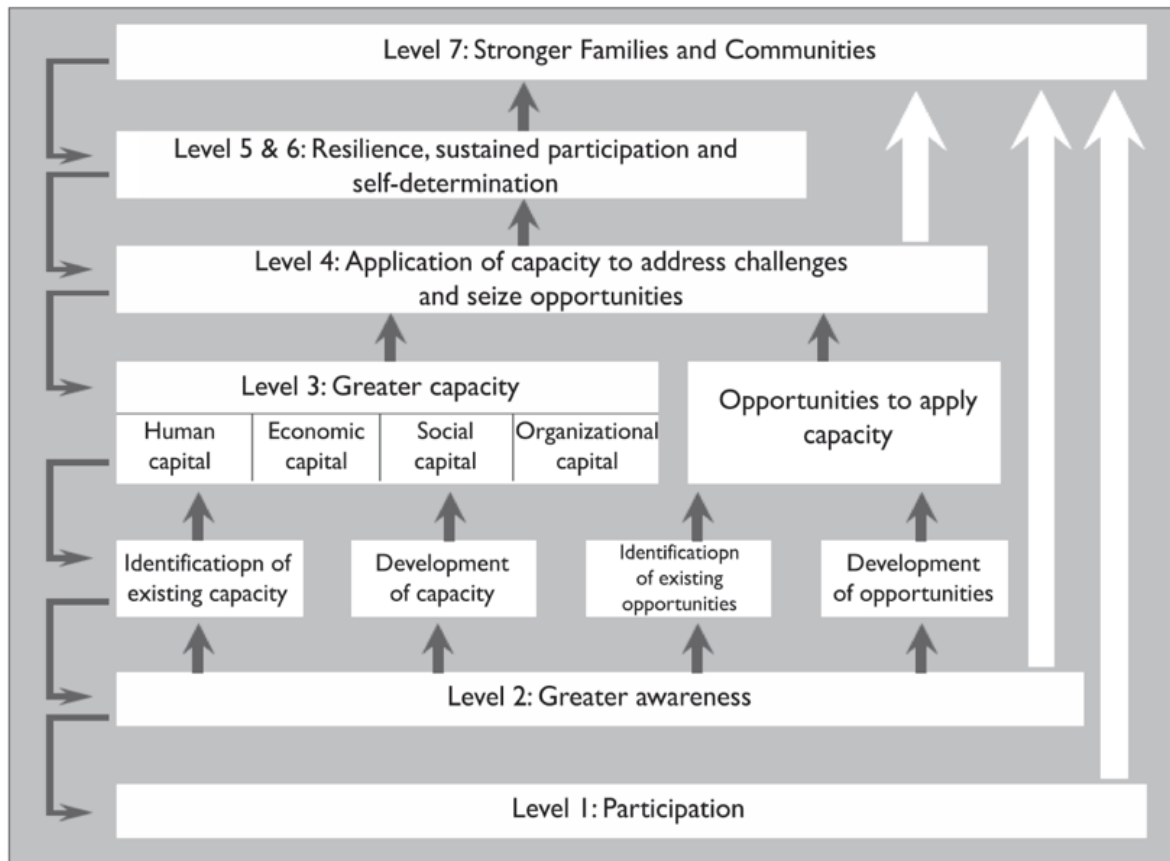 Level 7: Stronger Families and Communities
Level 5 & 6: Resilience, sustained participation and
self-determination
Level 4: Application of capacity to address challenges
and seize opportunities
Level 3: Greater capacity
Human
capital
Economic
capital
Social
capital
Organizational
capital
Opportunities to apply
capacity
Identificatiopn of
existing capacity
Development
of capacity
Identificatiopn
of existing
opportunities
Development
of opportunities
Level 2: Greater awareness
Level 1: Participation